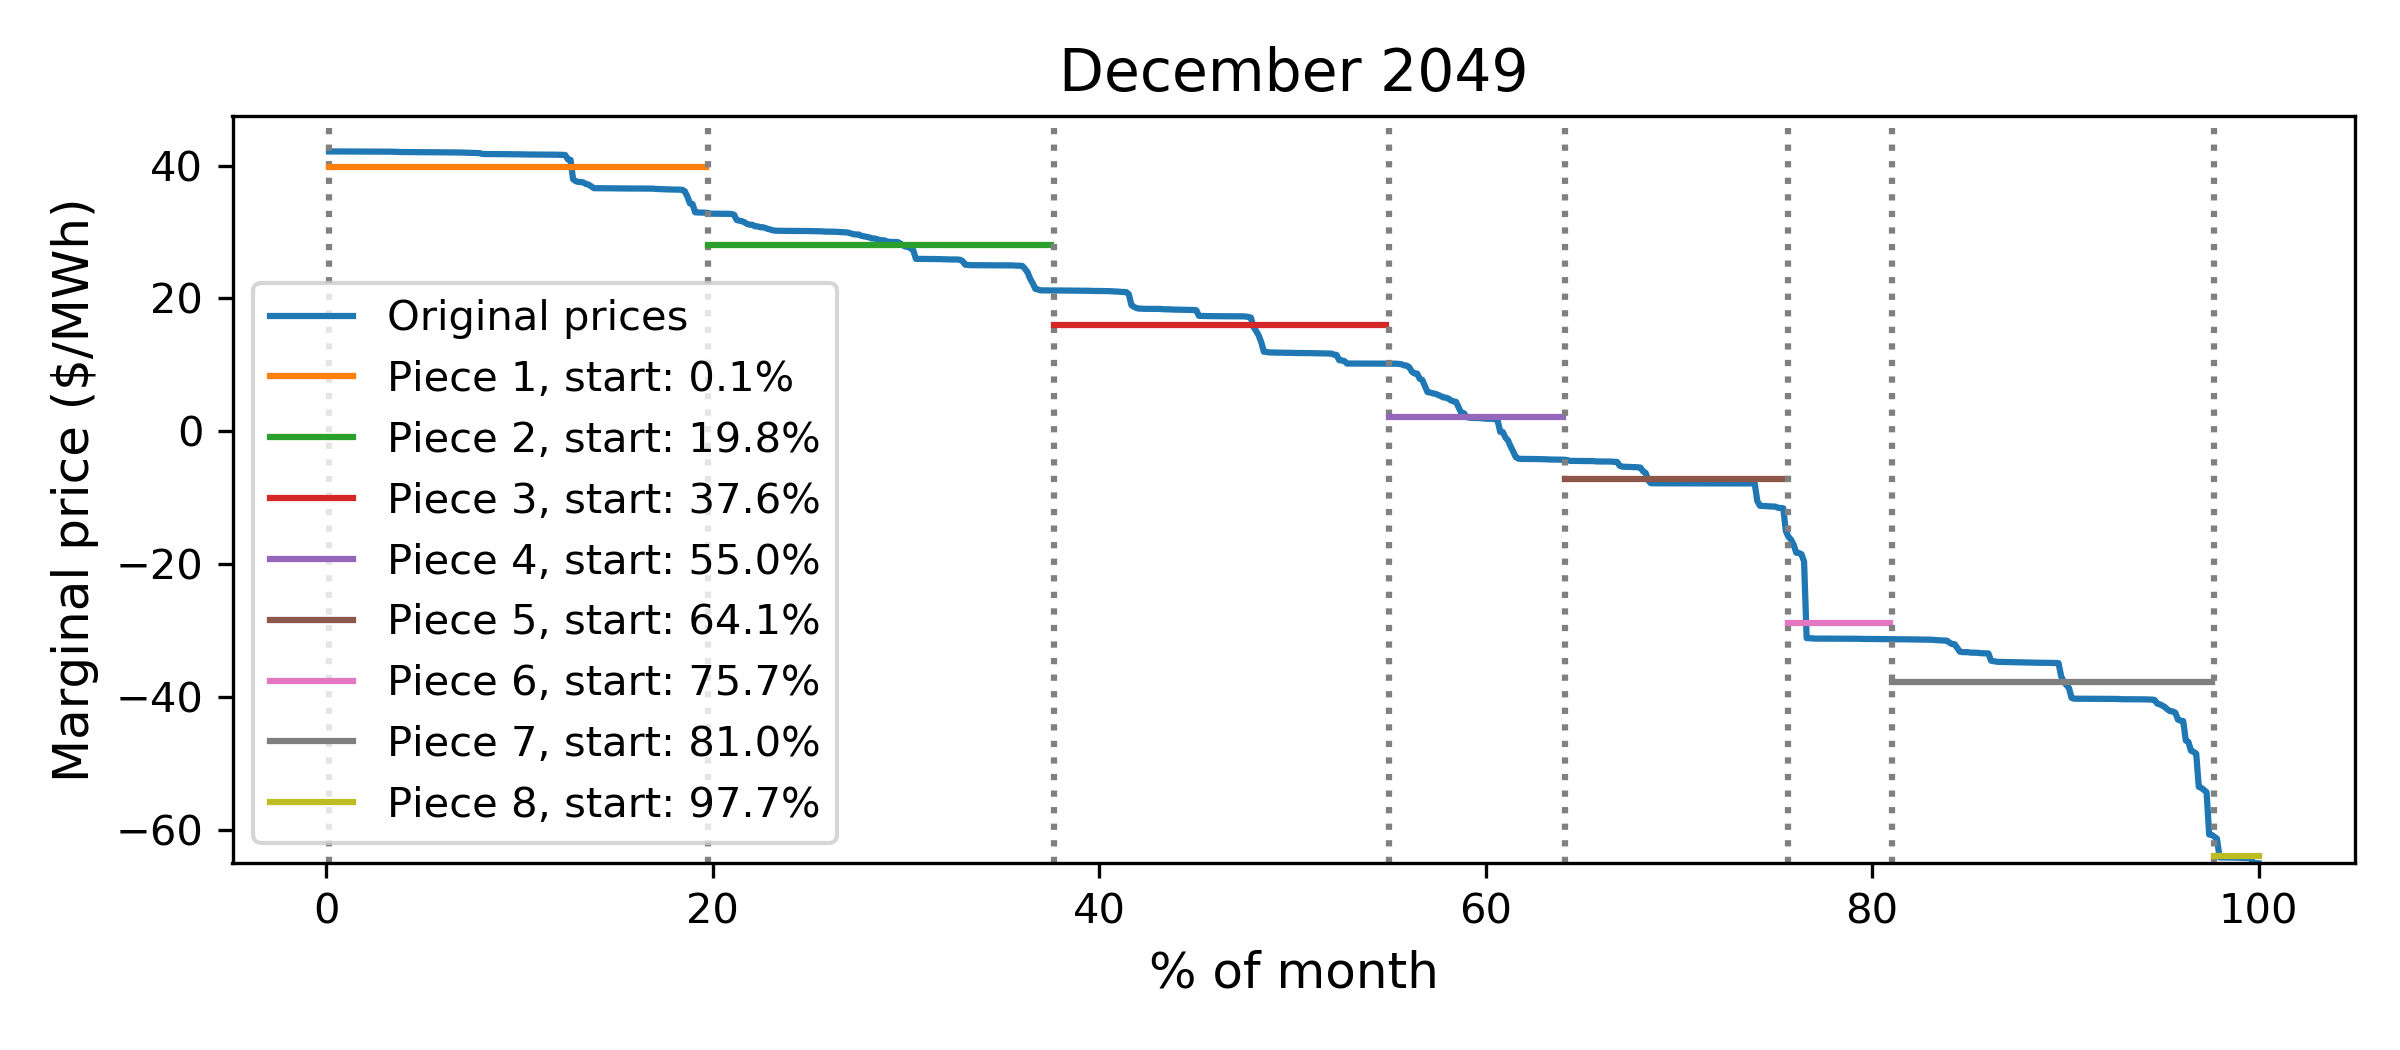 December 2049
Marginal price ($/MWh)
40
20
0
−20
−40
−60
Original prices
Piece 1, start: 0.1%
Piece 2, start: 19.8%
Piece 3, start: 37.6%
Piece 4, start: 55.0%
Piece 5, start: 64.1%
Piece 6, start: 75.7%
Piece 7, start: 81.0%
Piece 8, start: 97.7%
0 20 40 60 80 100
% of month